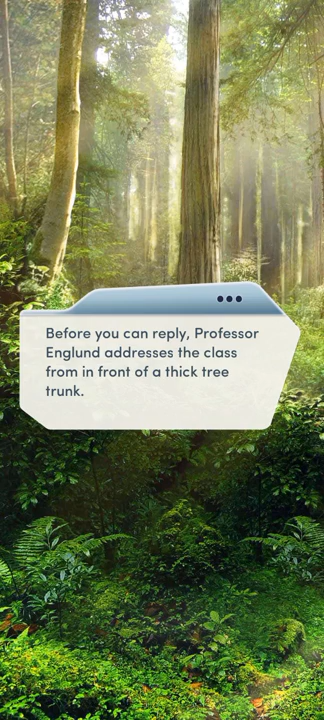 Before you can reply, Professor
Englund addresses the class
from in front of a thick tree
trunk.